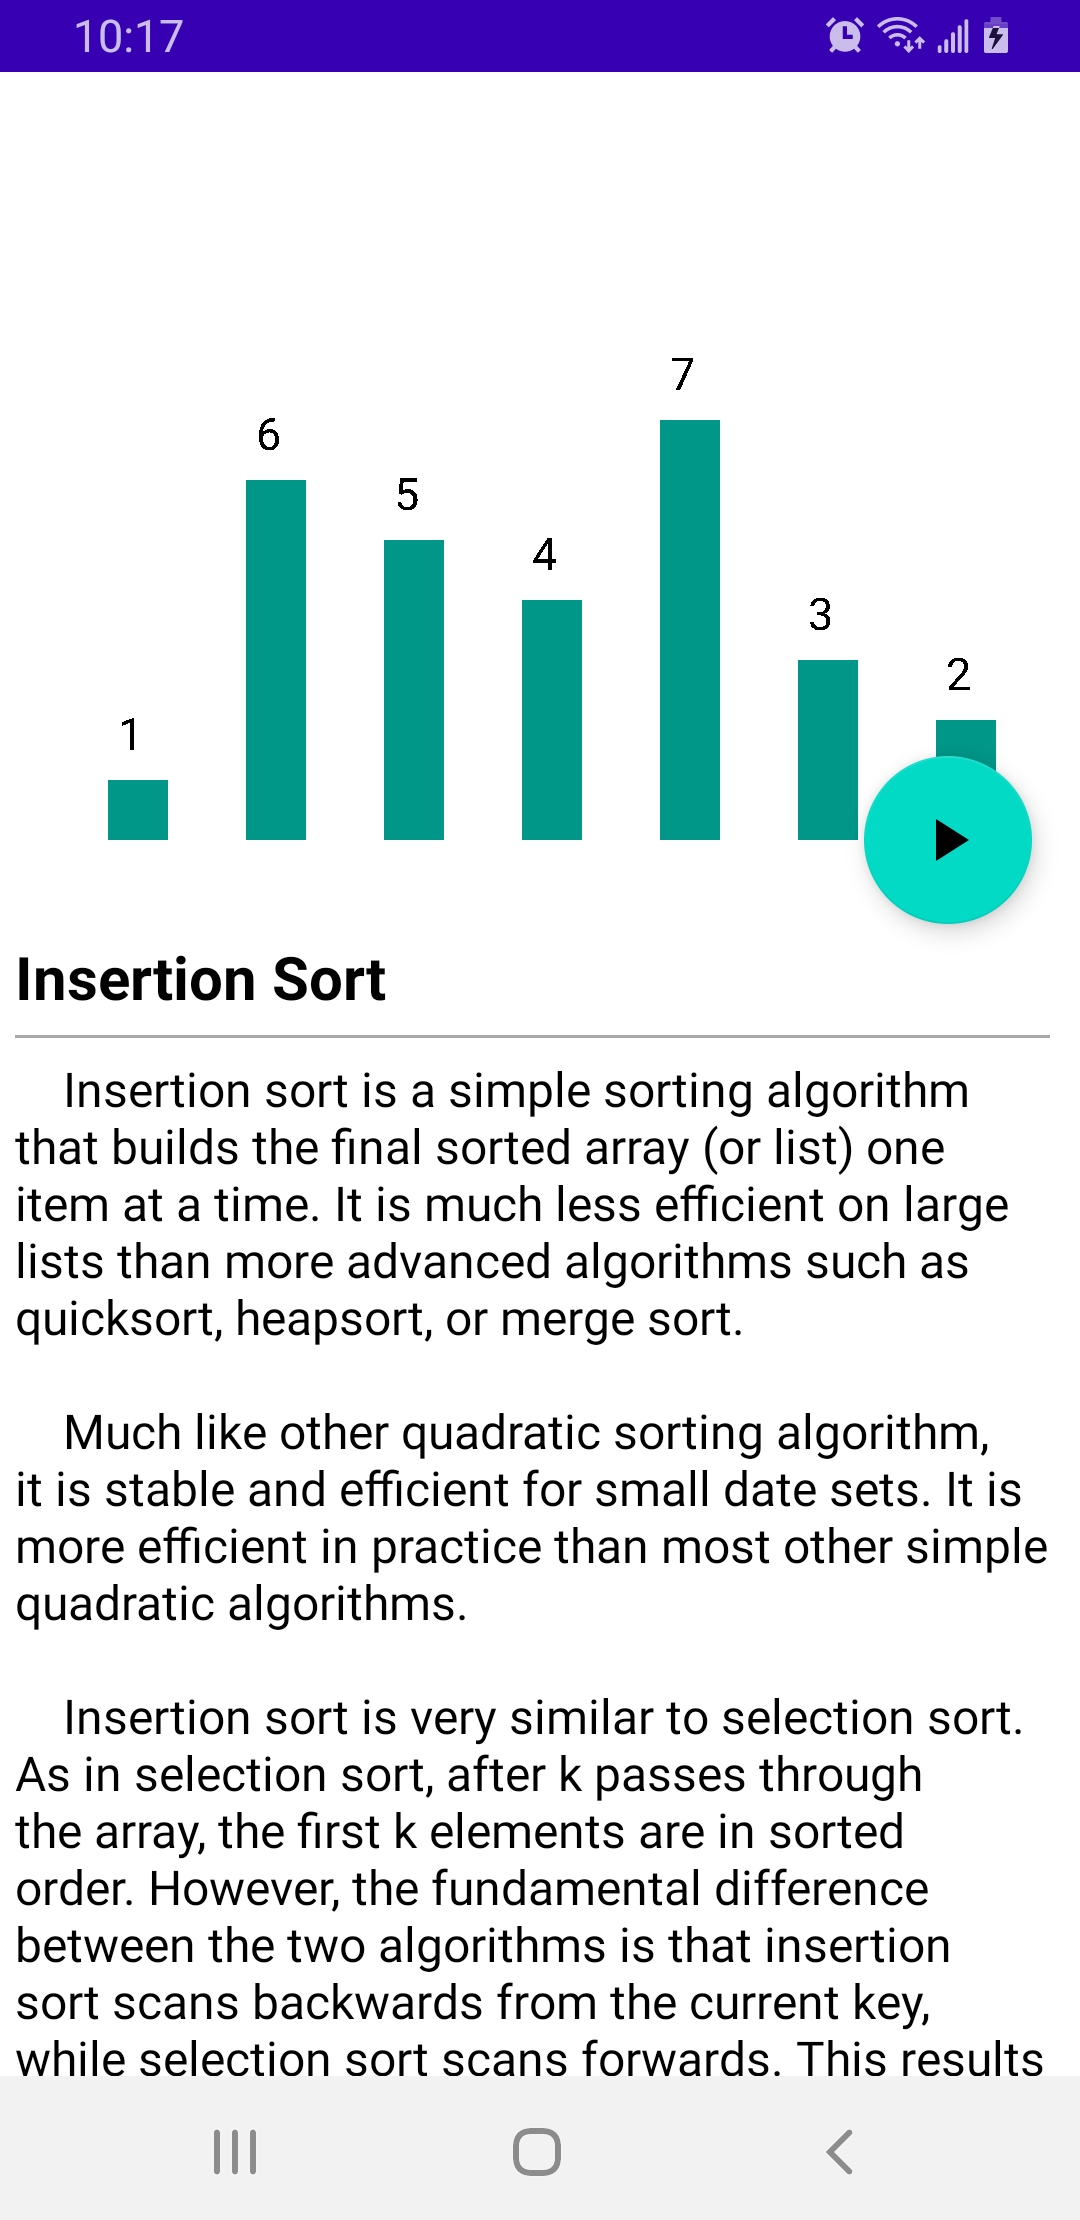 10:17
7
6
5
4
3
2
1
Insertion Sort
Insertion sort is a simple sorting algorithm
that builds the final sorted array (or list) one
item at a time. It is much less efficient on large
lists than more advanced algorithms such as
quicksort, heapsort, or merge sort.
Much like other quadratic sorting algorithm,
it is stable and efficient for small date sets. It is
more efficient in practice than most other simple
quadratic algorithms.
Insertion sort is very similar to selection sort.
As in selection sort, after k passes through
the array, the first k elements are in sorted
order. However, the fundamental difference
between the two algorithms is that insertion
sort scans backwards from the current key,
while selection sort scans forwards. This results